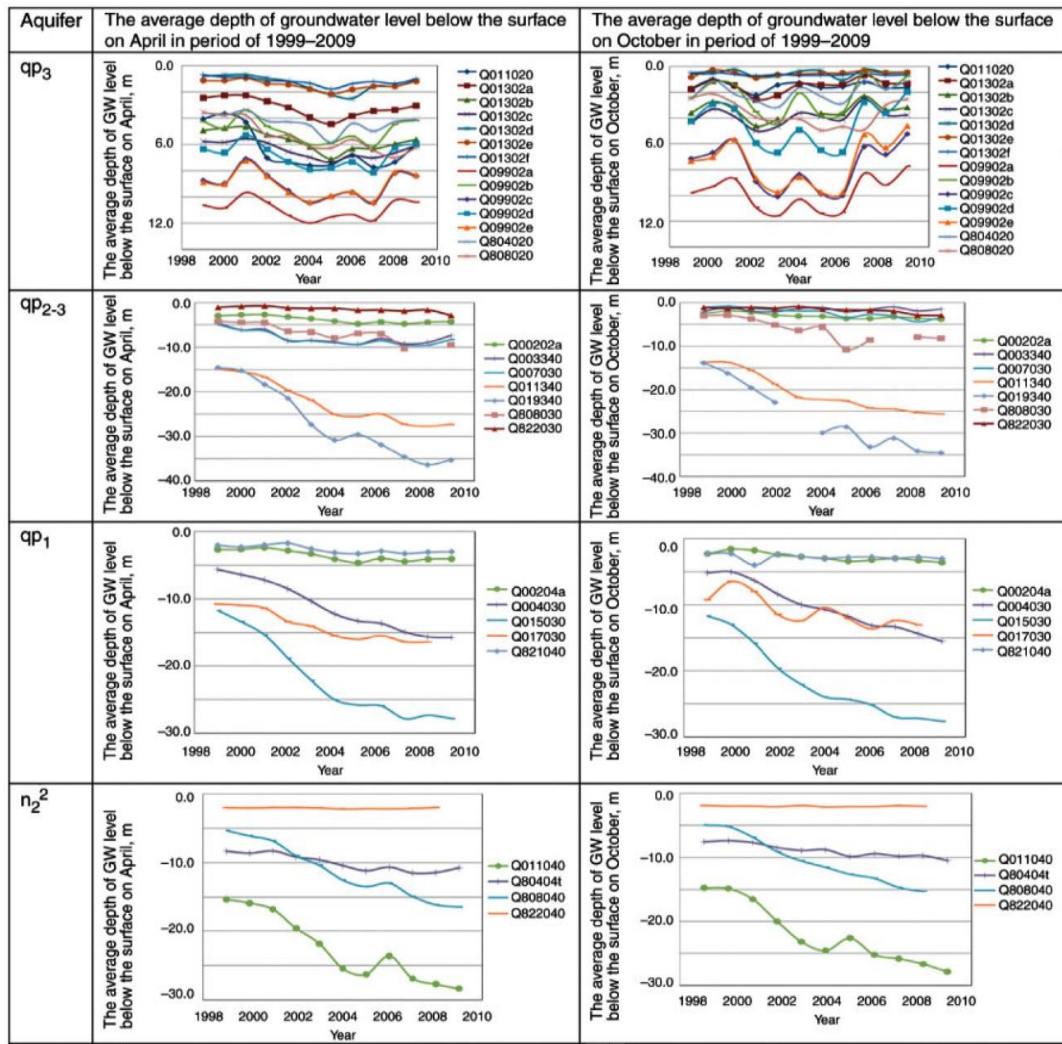 Aquifer
The average depth of groundwater level below the surface
on April in period of 1999–2009
The average depth of groundwater level below the surface
on October in period of 1999–2009
qp3
The average depth of GW level
below the surface on April, m
0.0
6.0
12.0
1998 2000 2002 2004 2006 2008 2010
Year
Q011020
Q01302a
Q01302b
Q01302c
Q01302d
Q01302e
Q01302f
Q09902a
Q09902b
Q09902c
Q09902d
Q09902e
Q804020
Q808020
The average depth of GW level
below the surface on October, m
0.0
6.0
12.0
1998 2000 2002 2004 2006 2008 2010
Year
Q011020
Q01302a
Q01302b
Q01302c
Q01302d
Q01302e
Q01302f
Q09902a
Q09902b
Q09902c
Q09902d
Q09902e
Q804020
Q808020
qp2-3
The average depth of GW level
below the surface on April, m
0.0
–10.0
–20.0
–30.0
–40.0
1998 2000 2002 2004 2006 2008 2010
Year
Q00202a
Q003340
Q007030
Q011340
Q019340
Q808030
Q822030
The average depth of GW level
below the surface on October, m
0.0
–10.0
–20.0
–30.0
–40.0
1998 2000 2002 2004 2006 2008 2010
Year
Q00202a
Q003340
Q007030
Q011340
Q019340
Q808030
Q822030
qp1
The average depth of GW level
below the surface on April, m
0.0
–10.0
–20.0
–30.0
1998 2000 2002 2004 2006 2008 2010
Year
Q00204a
Q004030
Q015030
Q017030
Q821040
The average depth of GW level
below the surface on October, m
0.0
–10.0
–20.0
–30.0
1998 2000 2002 2004 2006 2008 2010
Year
Q00204a
Q004030
Q015030
Q017030
Q821040
n2²
The average depth of GW level
below the surface on April, m
0.0
–10.0
–20.0
–30.0
1998 2000 2002 2004 2006 2008 2010
Year
Q011040
Q80404t
Q808040
Q822040
The average depth of GW level
below the surface on October, m
0.0
–10.0
–20.0
–30.0
1998 2000 2002 2004 2006 2008 2010
Year
Q011040
Q80404t
Q808040
Q822040